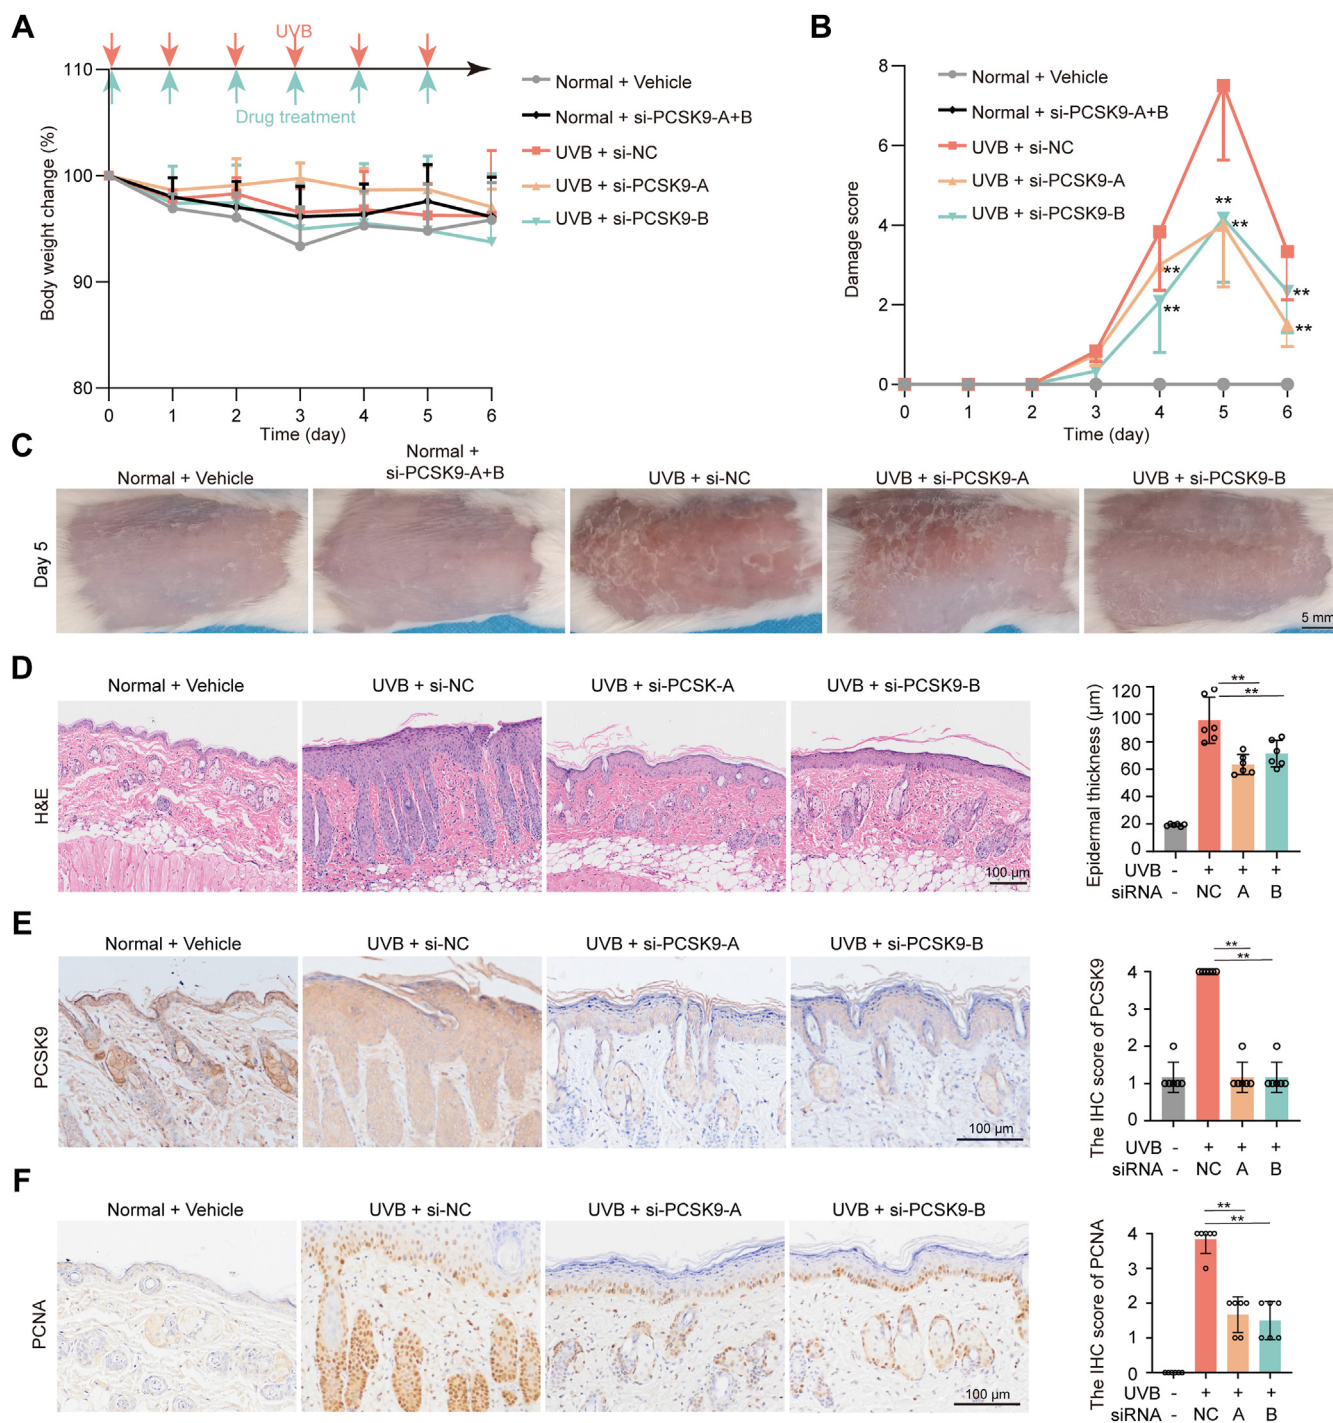 A
UVB
Drug treatment
Body weight change (%)
110
100
90
80
0 1 2 3 4 5 6
Time (day)
Normal + Vehicle
Normal + si-PCSK9-A+B
UVB + si-NC
UVB + si-PCSK9-A
UVB + si-PCSK9-B
B
Damage score
8
6
4
2
0
Normal + Vehicle
Normal + si-PCSK9-A+B
UVB + si-NC
UVB + si-PCSK9-A
UVB + si-PCSK9-B
**
**
**
**
**
**
0 1 2 3 4 5 6
Time (day)
C
Normal + Vehicle
Normal +
si-PCSK9-A+B
UVB + si-NC
UVB + si-PCSK9-A
UVB + si-PCSK9-B
Day 5
5 mm
D
Normal + Vehicle
UVB + si-NC
UVB + si-PCSK-A
UVB + si-PCSK9-B
H&E
100 μm
Epidermal thickness (μm)
120
100
80
60
40
20
0
**
**
UVB - + + +
siRNA - NC A B
E
Normal + Vehicle
UVB + si-NC
UVB + si-PCSK9-A
UVB + si-PCSK9-B
PCSK9
100 μm
The IHC score of PCSK9
4
2
1
0
**
**
UVB - + + +
siRNA - NC A B
F
Normal + Vehicle
UVB + si-NC
UVB + si-PCSK9-A
UVB + si-PCSK9-B
PCNA
100 μm
The IHC score of PCNA
4
3
2
1
0
**
**
UVB - + + +
siRNA - NC A B